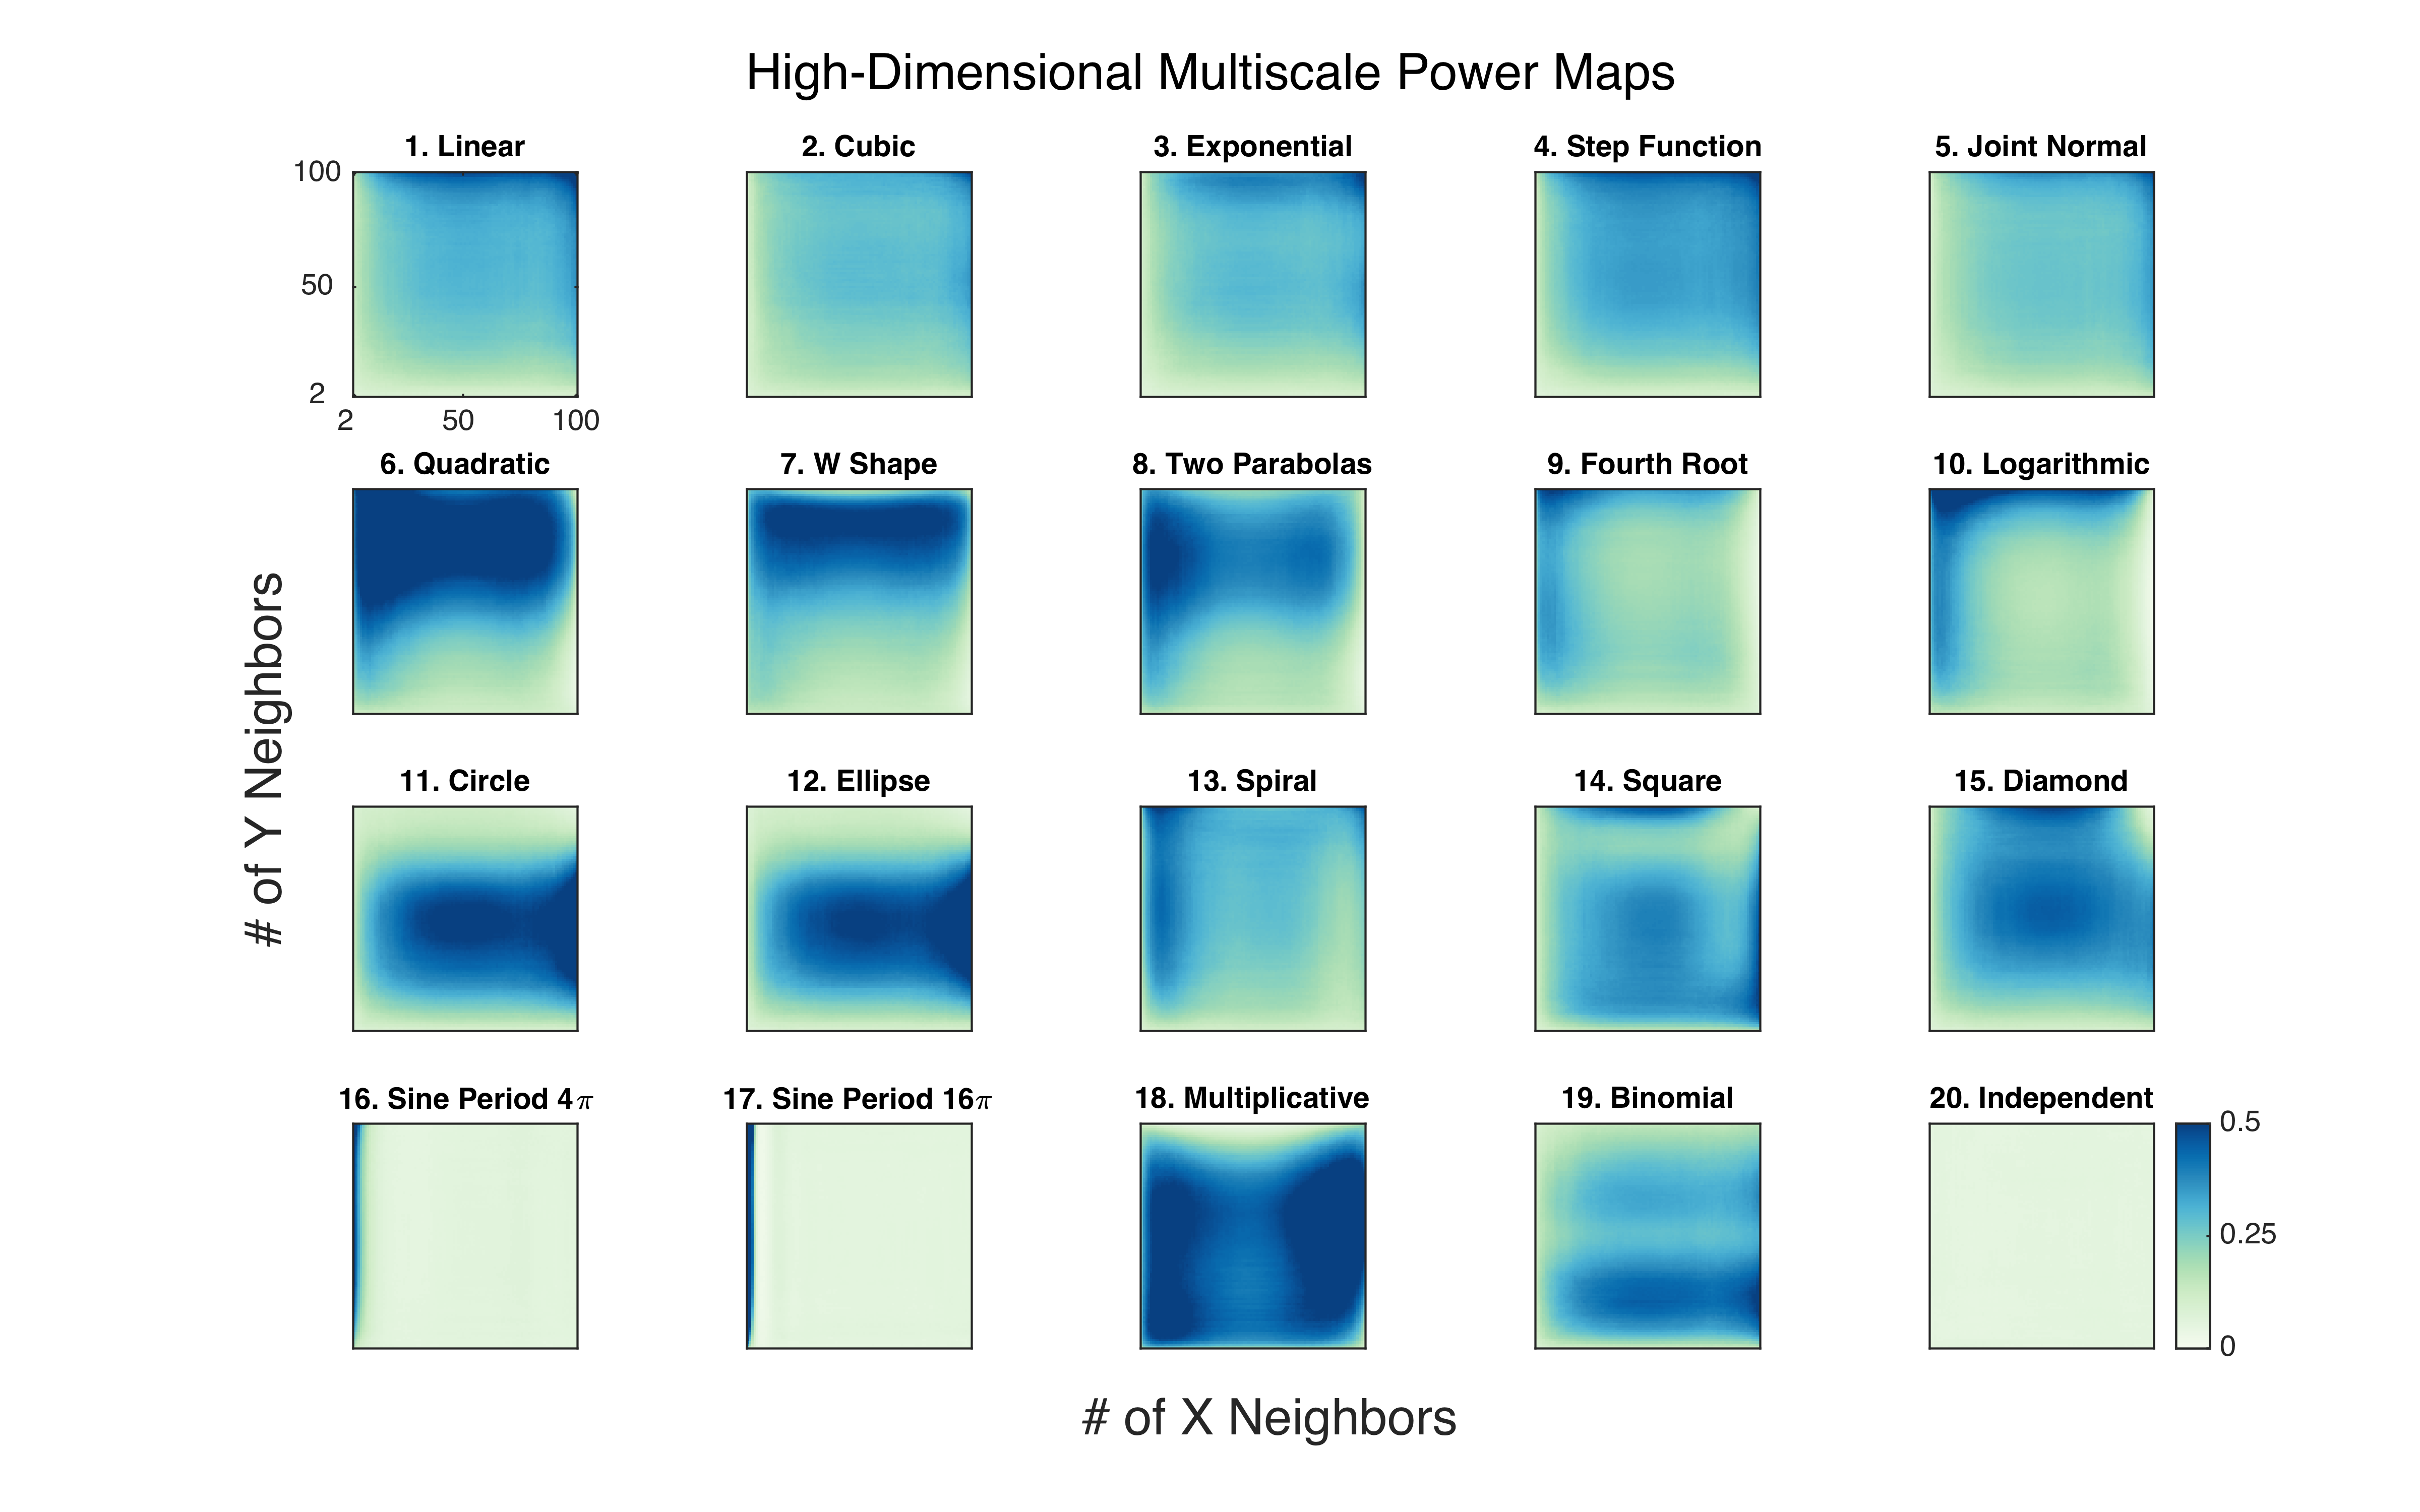 High-Dimensional Multiscale Power Maps
1. Linear
2. Cubic
3. Exponential
4. Step Function
5. Joint Normal
100
50
2
2
50
100
6. Quadratic
7. W Shape
8. Two Parabolas
9. Fourth Root
10. Logarithmic
# of Y Neighbors
11. Circle
12. Ellipse
13. Spiral
14. Square
15. Diamond
16. Sine Period 4π
17. Sine Period 16π
18. Multiplicative
19. Binomial
20. Independent
0.5
0.25
0
# of X Neighbors